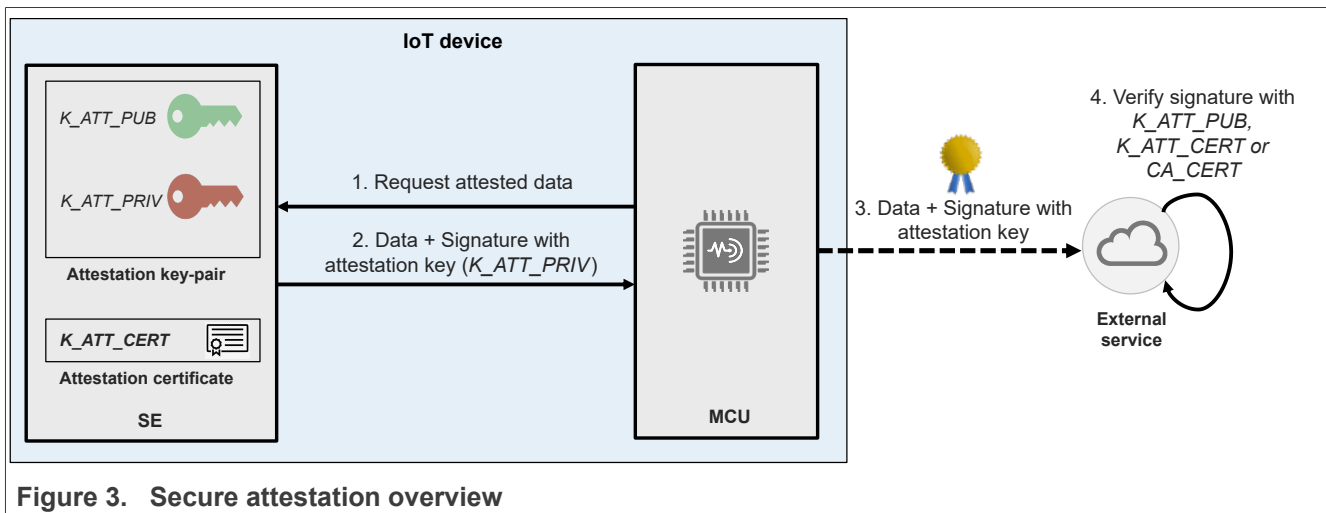 IoT device
K_ATT_PUB
K_ATT_PRIV
Attestation key-pair
K_ATT_CERT
Attestation certificate
SE
1. Request attested data
2. Data + Signature with
attestation key (K_ATT_PRIV)
MCU
3. Data + Signature with
attestation key
4. Verify signature with
K_ATT_PUB,
K_ATT_CERT or
CA_CERT
External
service
Figure 3. Secure attestation overview